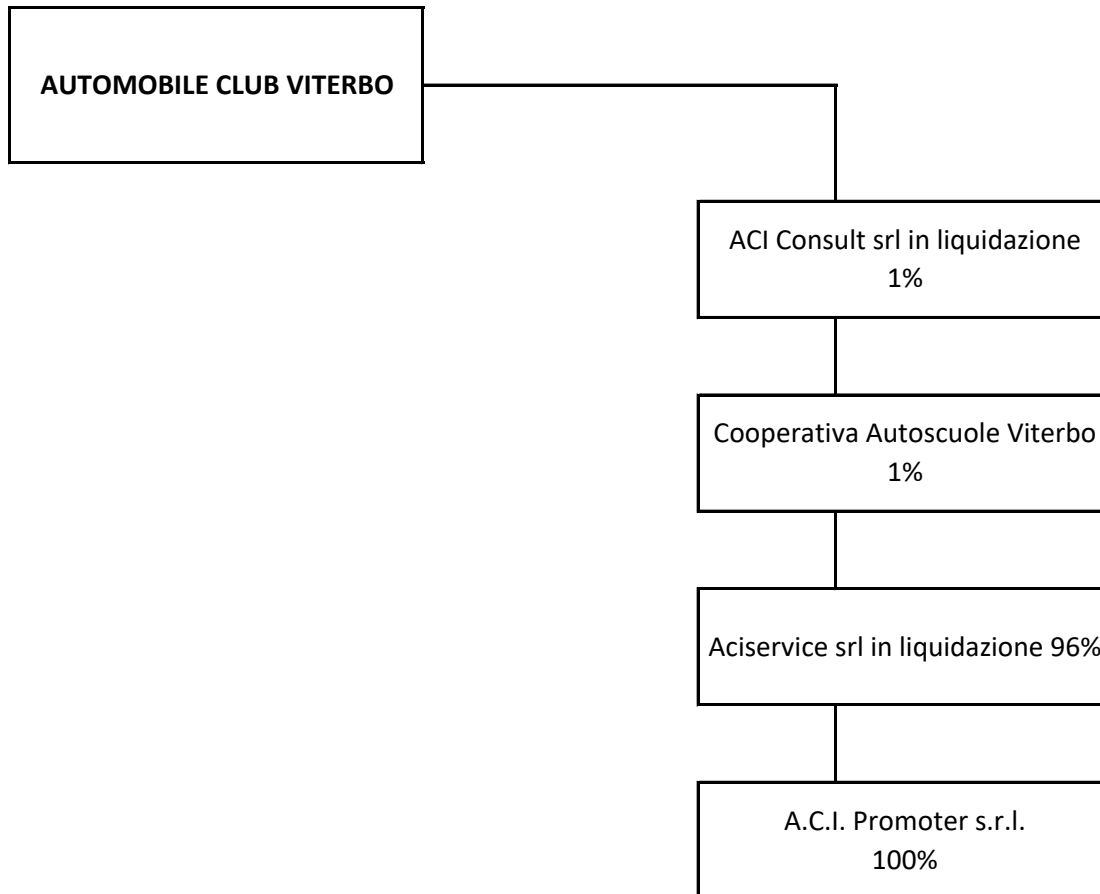 AUTOMOBILE CLUB VITERBO
ACI Consult srl in liquidazione
1%
Cooperativa Autoscuole Viterbo
1%
Aciservice srl in liquidazione 96%
A.C.I. Promoter s.r.l.
100%